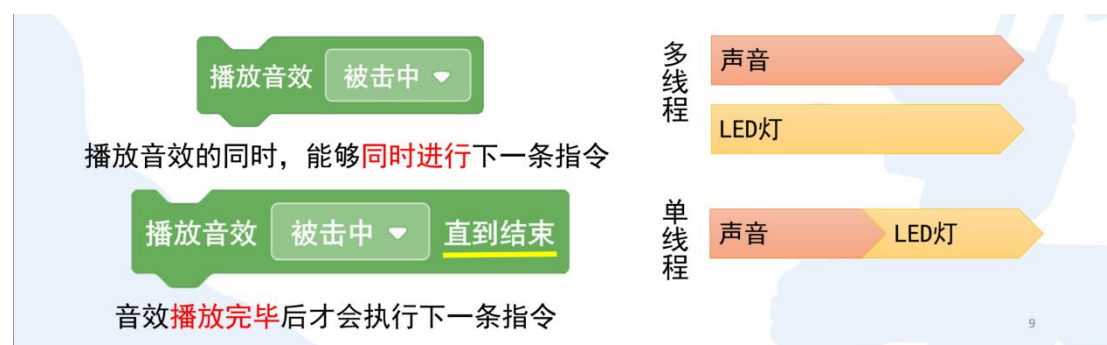 播放音效 被击中
播放音效的同时，能够同时进行下一条指令
播放音效 被击中 直到结束
音效播放完毕后才会执行下一条指令
多线程
声音
LED灯
单线程
声音 LED灯
9